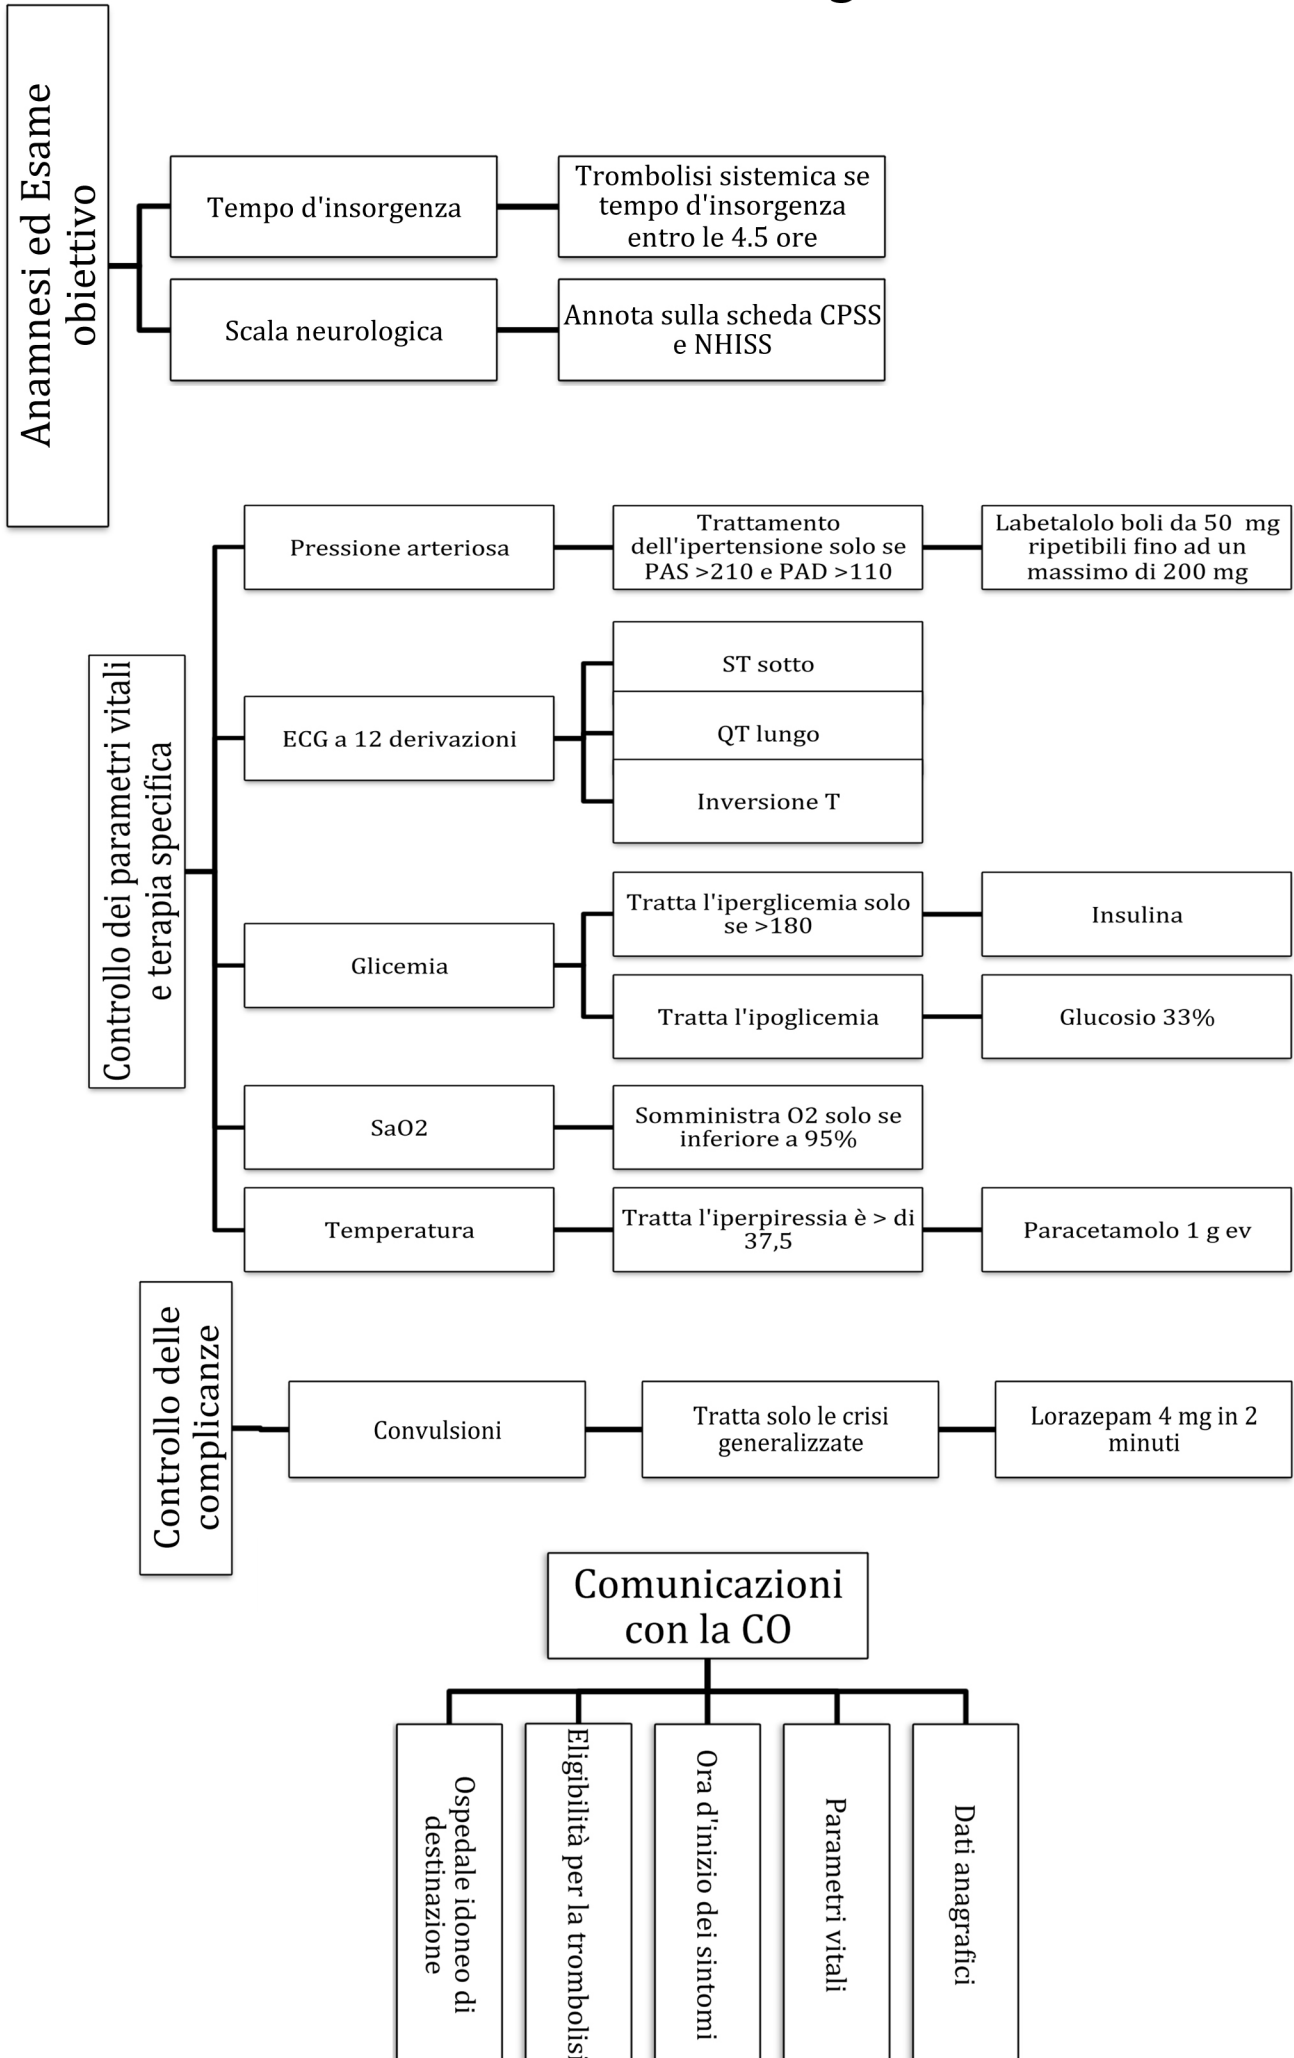 Anamnesi ed Esame
obiettivo
Tempo d'insorgenza
Trombolisi sistemica se
tempo d'insorgenza
entro le 4.5 ore
Scala neurologica
Annota sulla scheda CPSS
e NHISS
Controllo dei parametri vitali
e terapia specifica
Pressione arteriosa
Trattamento
dell'ipertensione solo se
PAS >210 e PAD >110
Labetalolo boli da 50 mg
ripetibili fino ad un
massimo di 200 mg
ECG a 12 derivazioni
ST sotto
QT lungo
Inversione T
Glicemia
Tratta l'iperglicemia solo
se >180
Insulina
Tratta l'ipoglicemia
Glucosio 33%
SaO2
Somministra O2 solo se
inferiore a 95%
Temperatura
Tratta l'iperpiressia è > di
37,5
Paracetamolo 1 g ev
Controllo delle
complicanze
Convulsioni
Tratta solo le crisi
generalizzate
Lorazepam 4 mg in 2
minuti
Comunicazioni
con la CO
Ospedale idoneo di
destinazione
Eligibilità per la trombolisi
Ora d'inizio dei sintomi
Parametri vitali
Dati anagrafici